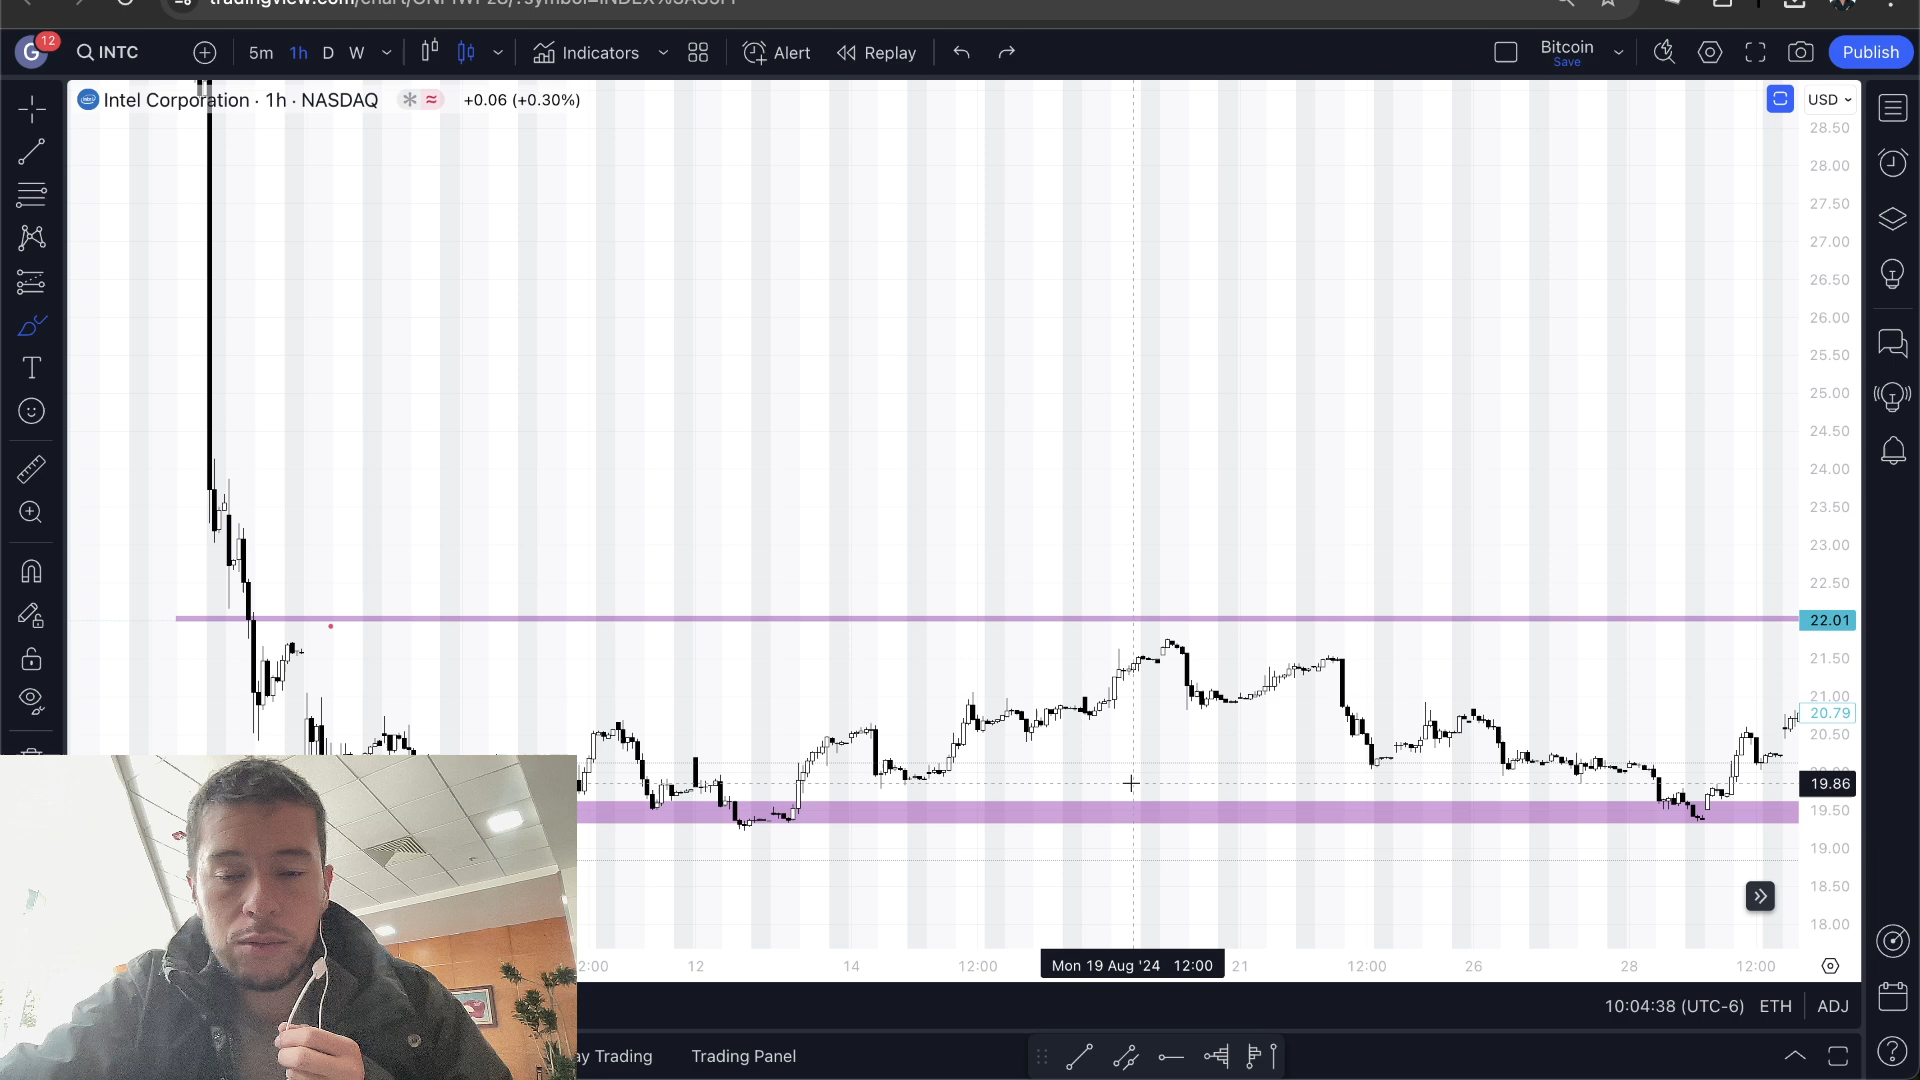 12
G
INTC
5m
1h
D
W
Indicators
Alert
Replay
Bitcoin
Save
Publish
intel
Intel Corporation · 1h · NASDAQ
+0.06 (+0.30%)
USD
28.50
28.00
27.50
27.00
26.50
26.00
25.50
25.00
24.50
24.00
23.50
23.00
22.50
22.01
21.50
21.00
20.79
20.50
19.86
19.50
19.00
18.50
18.00
2:00
12
14
12:00
Mon 19 Aug '24 12:00
21
12:00
26
28
12:00
10:04:38 (UTC-6)
ETH
ADJ
ay Trading
Trading Panel